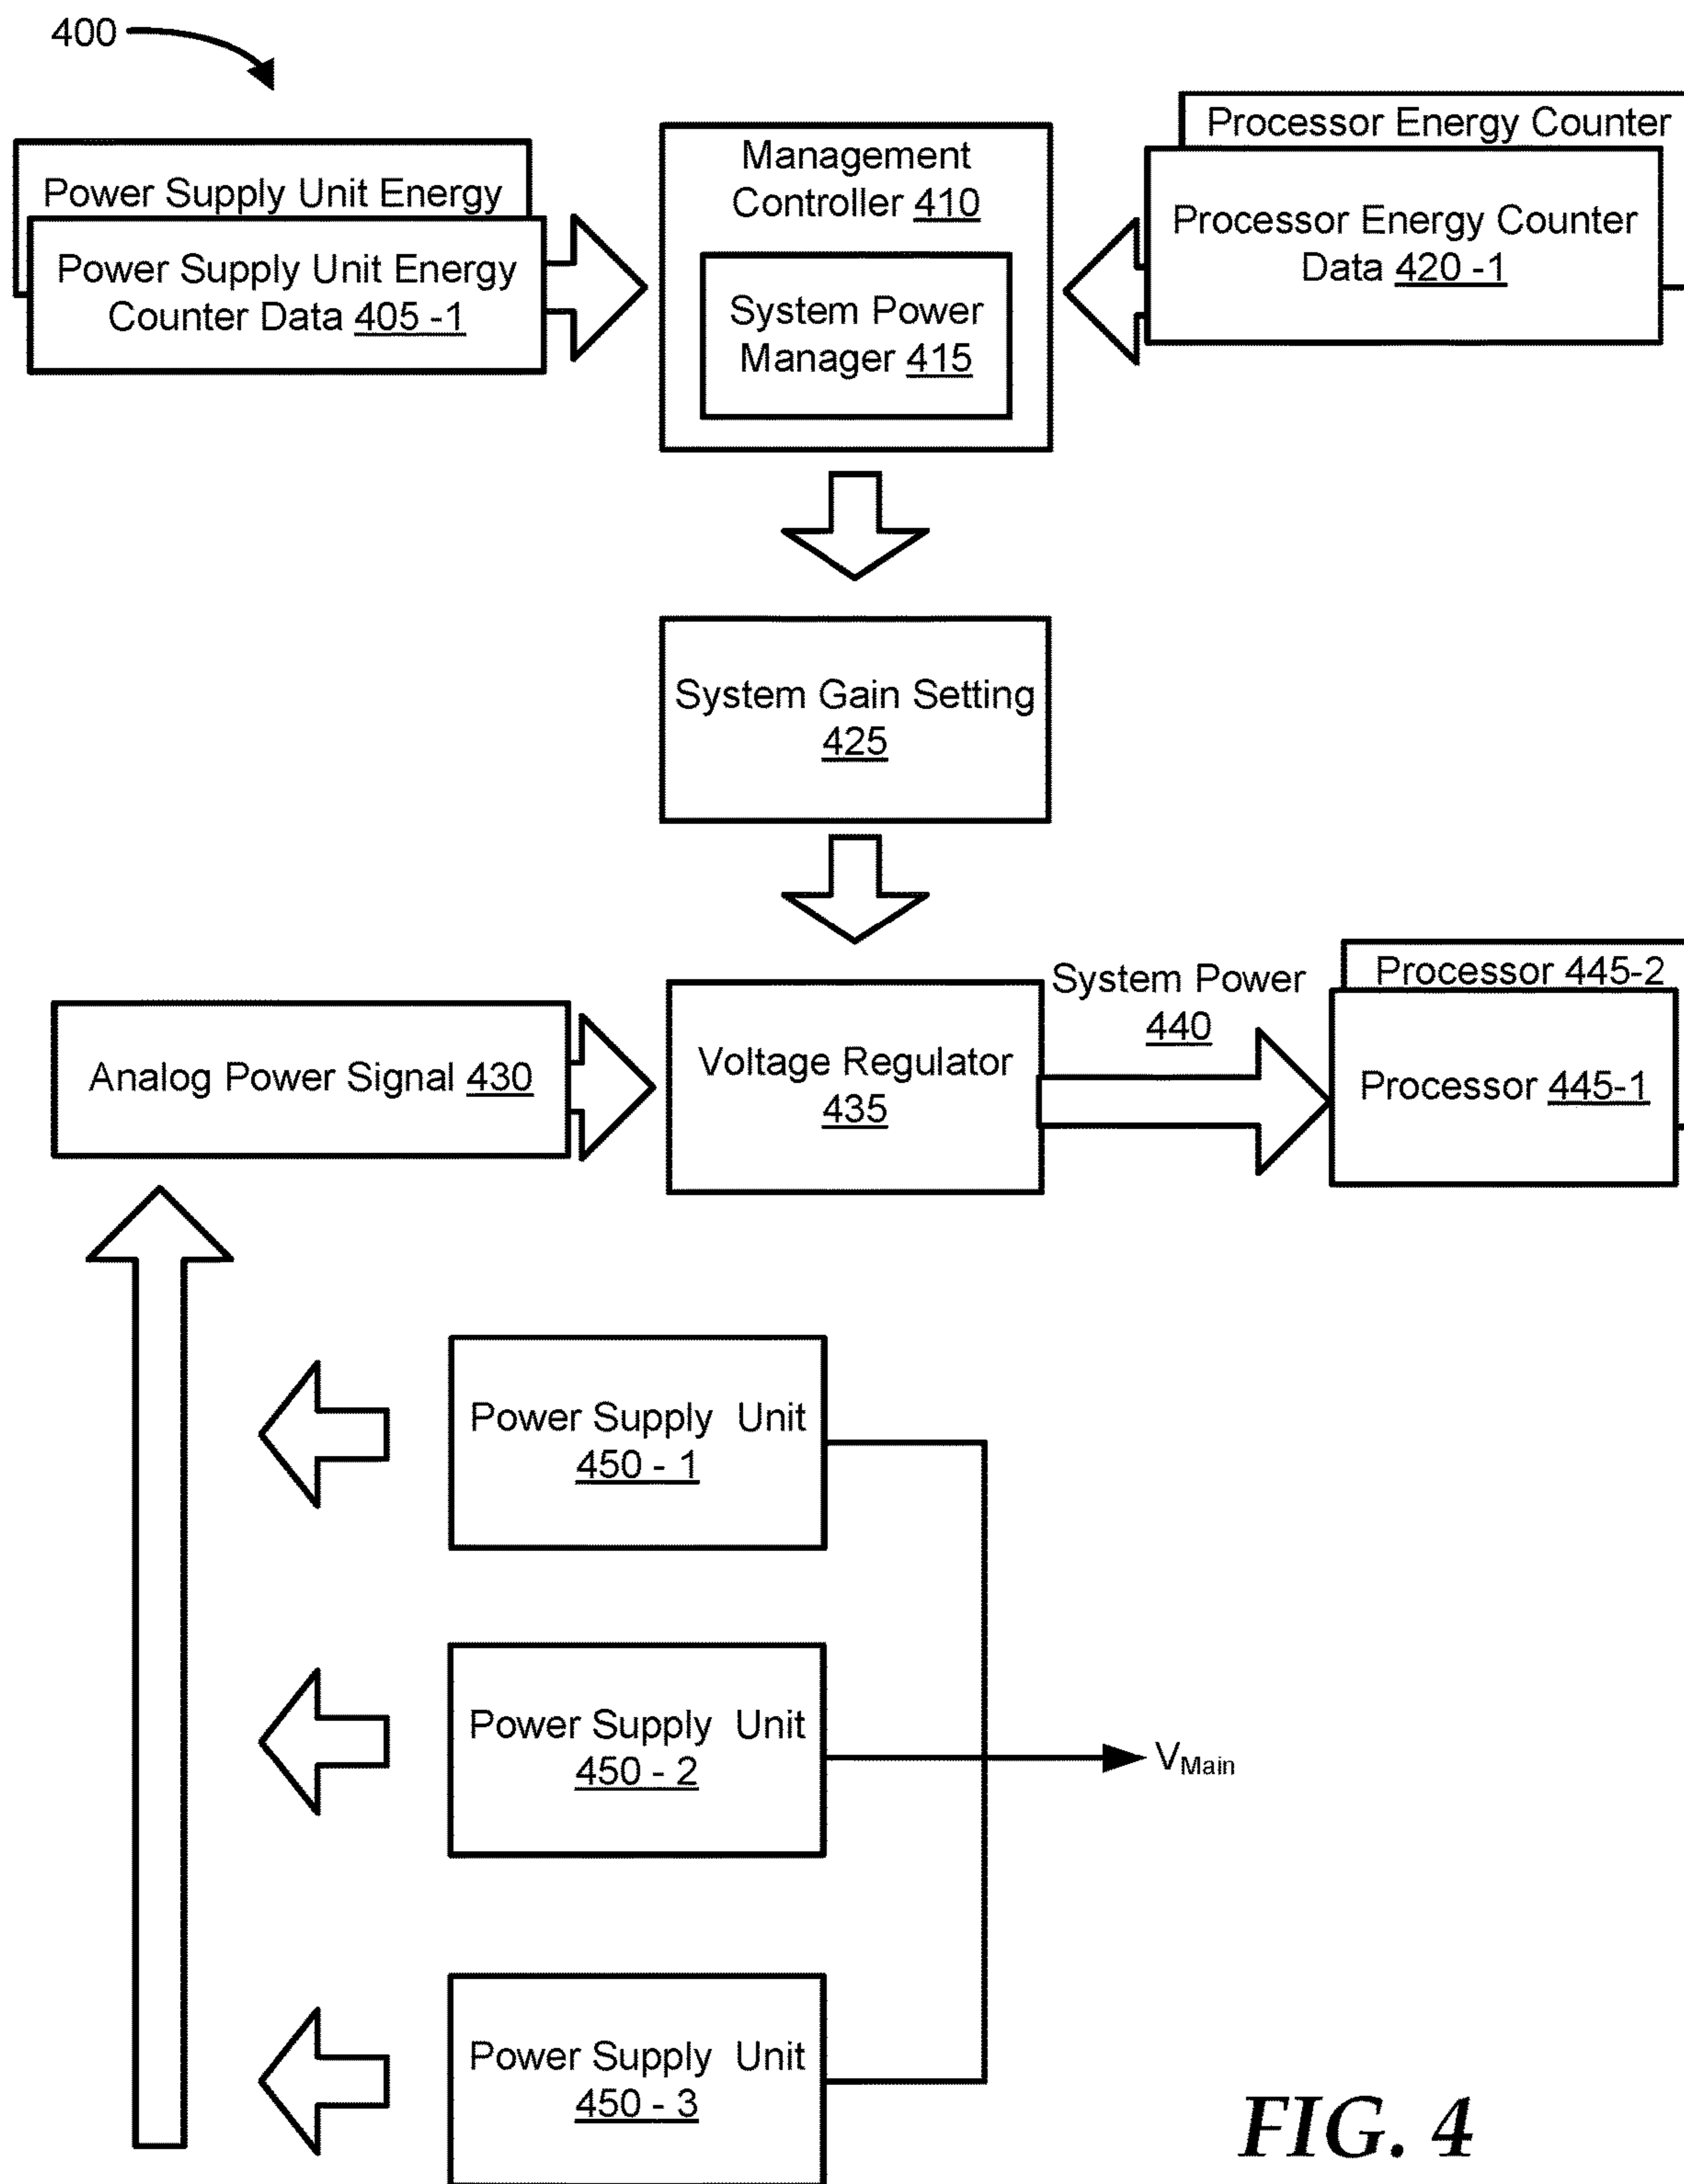 400
Power Supply Unit Energy
Power Supply Unit Energy
Counter Data 405 -1
Management
Controller 410
System Power
Manager 415
Processor Energy Counter
Processor Energy Counter
Data 420 -1
System Gain Setting
425
Analog Power Signal 430
Voltage Regulator
435
System Power
440
Processor 445-2
Processor 445-1
Power Supply Unit
450 - 1
Power Supply Unit
450 - 2
VMain
Power Supply Unit
450 - 3
FIG. 4